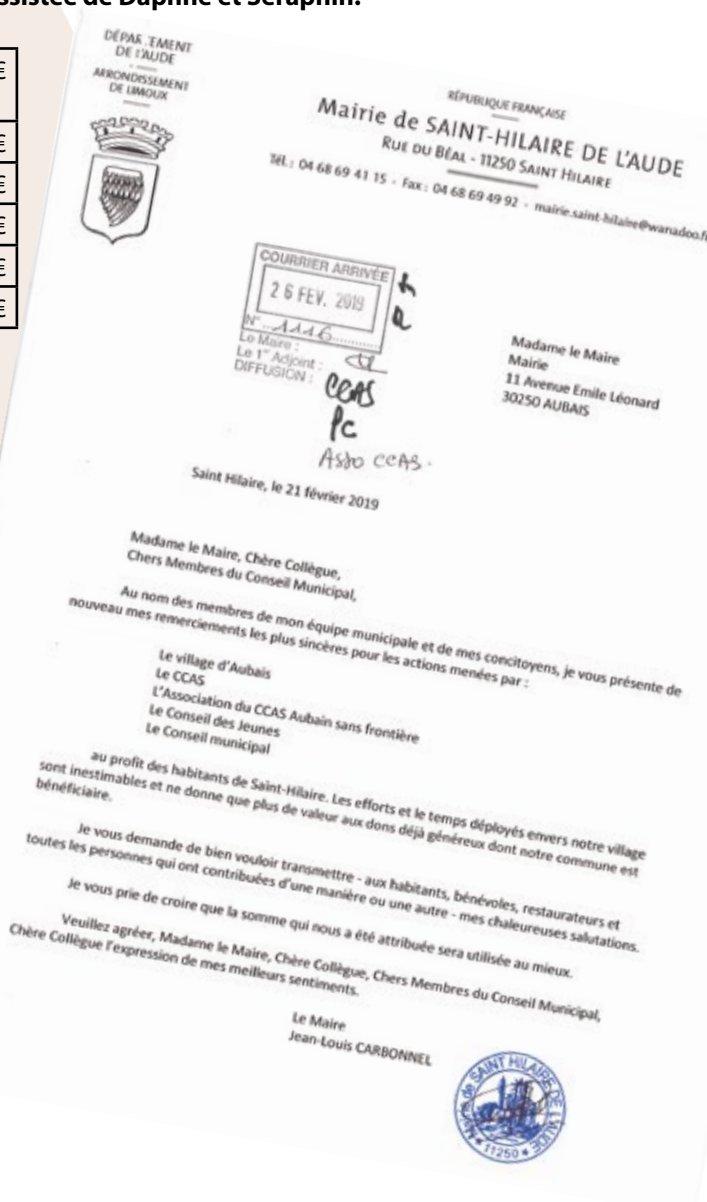 ssistée de Daphné et Séraphin.
€
€
€
€
€
€
DÉPARTEMENT
DE L'AUDE
ARRONDISSEMENT
DE LIMOUX
RÉPUBLIQUE FRANÇAISE
Mairie de SAINT-HILAIRE DE L'AUDE
RUE DU BÉAL - 11250 SAINT HILAIRE
Tél. : 04 68 69 41 15 - Fax : 04 68 69 49 92 - mairie.saint-hilaire@wanadoo.fr
COURRIER ARRIVÉE
26 FEV. 2019
N° 1116
Le Maire :
Le 1er Adjoint :
DIFFUSION : CCAS
PC
Asso CCAS.
Madame le Maire
Mairie
11 Avenue Emile Léonard
30250 AUBAIS
Saint Hilaire, le 21 février 2019
Madame le Maire, Chère Collègue,
Chers Membres du Conseil Municipal,
Au nom des membres de mon équipe municipale et de mes concitoyens, je vous présente de
nouveau mes remerciements les plus sincères pour les actions menées par :
Le village d'Aubais
Le CCAS
L'Association du CCAS Aubain sans frontière
Le Conseil des Jeunes
Le Conseil municipal
au profit des habitants de Saint-Hilaire. Les efforts et le temps déployés envers notre village
sont inestimables et ne donne que plus de valeur aux dons déjà généreux dont notre commune est
bénéficiaire.
Je vous demande de bien vouloir transmettre - aux habitants, bénévoles, restaurateurs et
toutes les personnes qui ont contribuées d'une manière ou une autre - mes chaleureuses salutations.
Je vous prie de croire que la somme qui nous a été attribuée sera utilisée au mieux.
Veuillez agréer, Madame le Maire, Chère Collègue, Chers Membres du Conseil Municipal,
Chère Collègue l'expression de mes meilleurs sentiments.
Le Maire
Jean-Louis CARBONNEL
Mairie de SAINT HILAIRE DE L'AUDE
11250